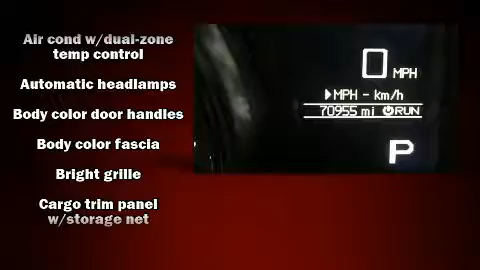 Air cond w/dual-zone
temp control
Automatic headlamps
Body color door handles
Body color fascia
Bright grille
Cargo trim panel
w/storage net
0 MPH
MPH - km/h
70955 mi RUN
P